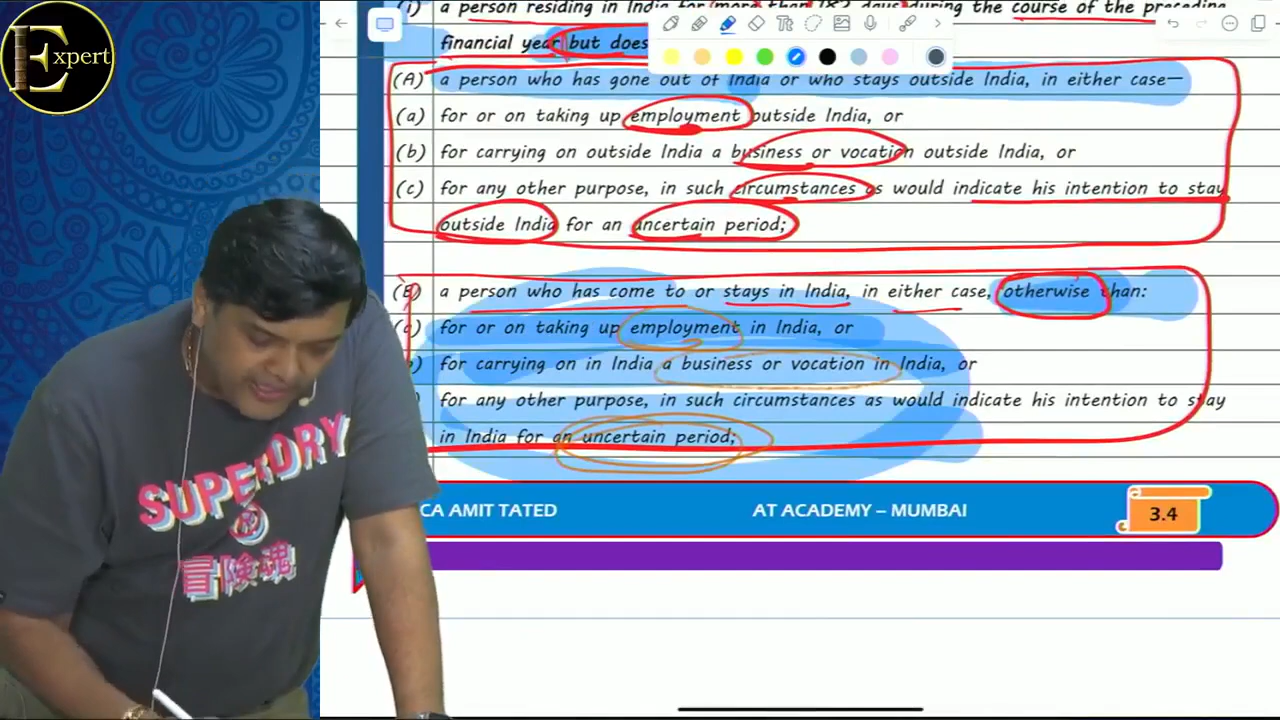 Expert
(i) a person residing in India for (more than 182 days during the course of the preceding
financial year but does
(A) a person who has gone out of India or who stays outside India, in either case—
(a) for or on taking up employment outside India, or
(b) for carrying on outside India a business or vocation outside India, or
(c) for any other purpose, in such circumstances as would indicate his intention to stay
outside India for an uncertain period;
(B) a person who has come to or stays in India, in either case, otherwise than:
(a) for or on taking up employment in India, or
for carrying on in India a business or vocation in India, or
for any other purpose, in such circumstances as would indicate his intention to stay
in India for an uncertain period;
CA AMIT TATED
AT ACADEMY – MUMBAI
3.4
SUPERDRY
冒険魂